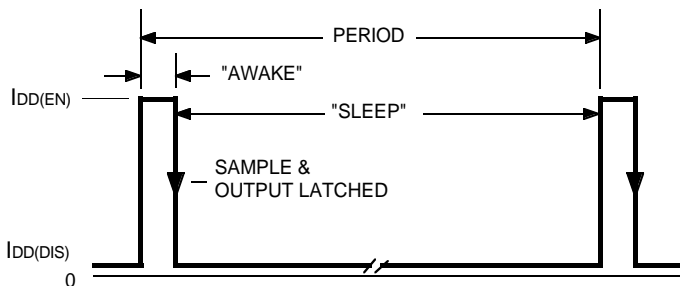 PERIOD
"AWAKE"
IDD(EN)
"SLEEP"
SAMPLE &
OUTPUT LATCHED
IDD(DIS)
0